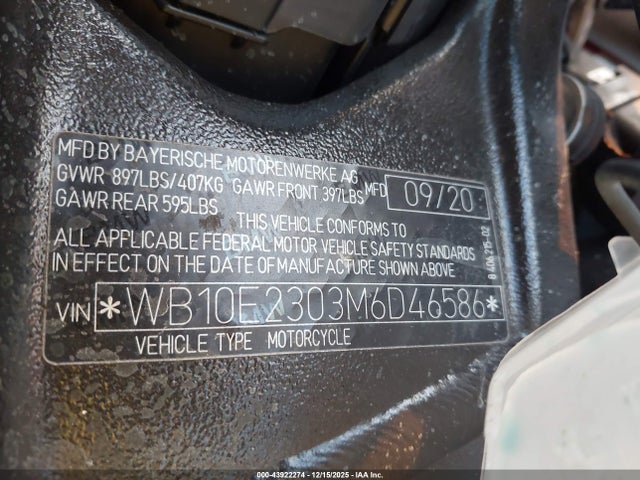 MFD BY BAYERISCHE MOTORENWERKE AG
GVWR 897LBS/407KG GAWR FRONT 397LBS MFD 09/20
GAWR REAR 595LBS
THIS VEHICLE CONFORMS TO
ALL APPLICABLE FEDERAL MOTOR VEHICLE SAFETY STANDARDS
IN EFFECT ON THE DATE OF MANUFACTURE SHOWN ABOVE
VIN *WB10E2303M6D46586*
VEHICLE TYPE MOTORCYCLE
Stock No: 000-43922274 | 12/15/2025 - IAA Inc.